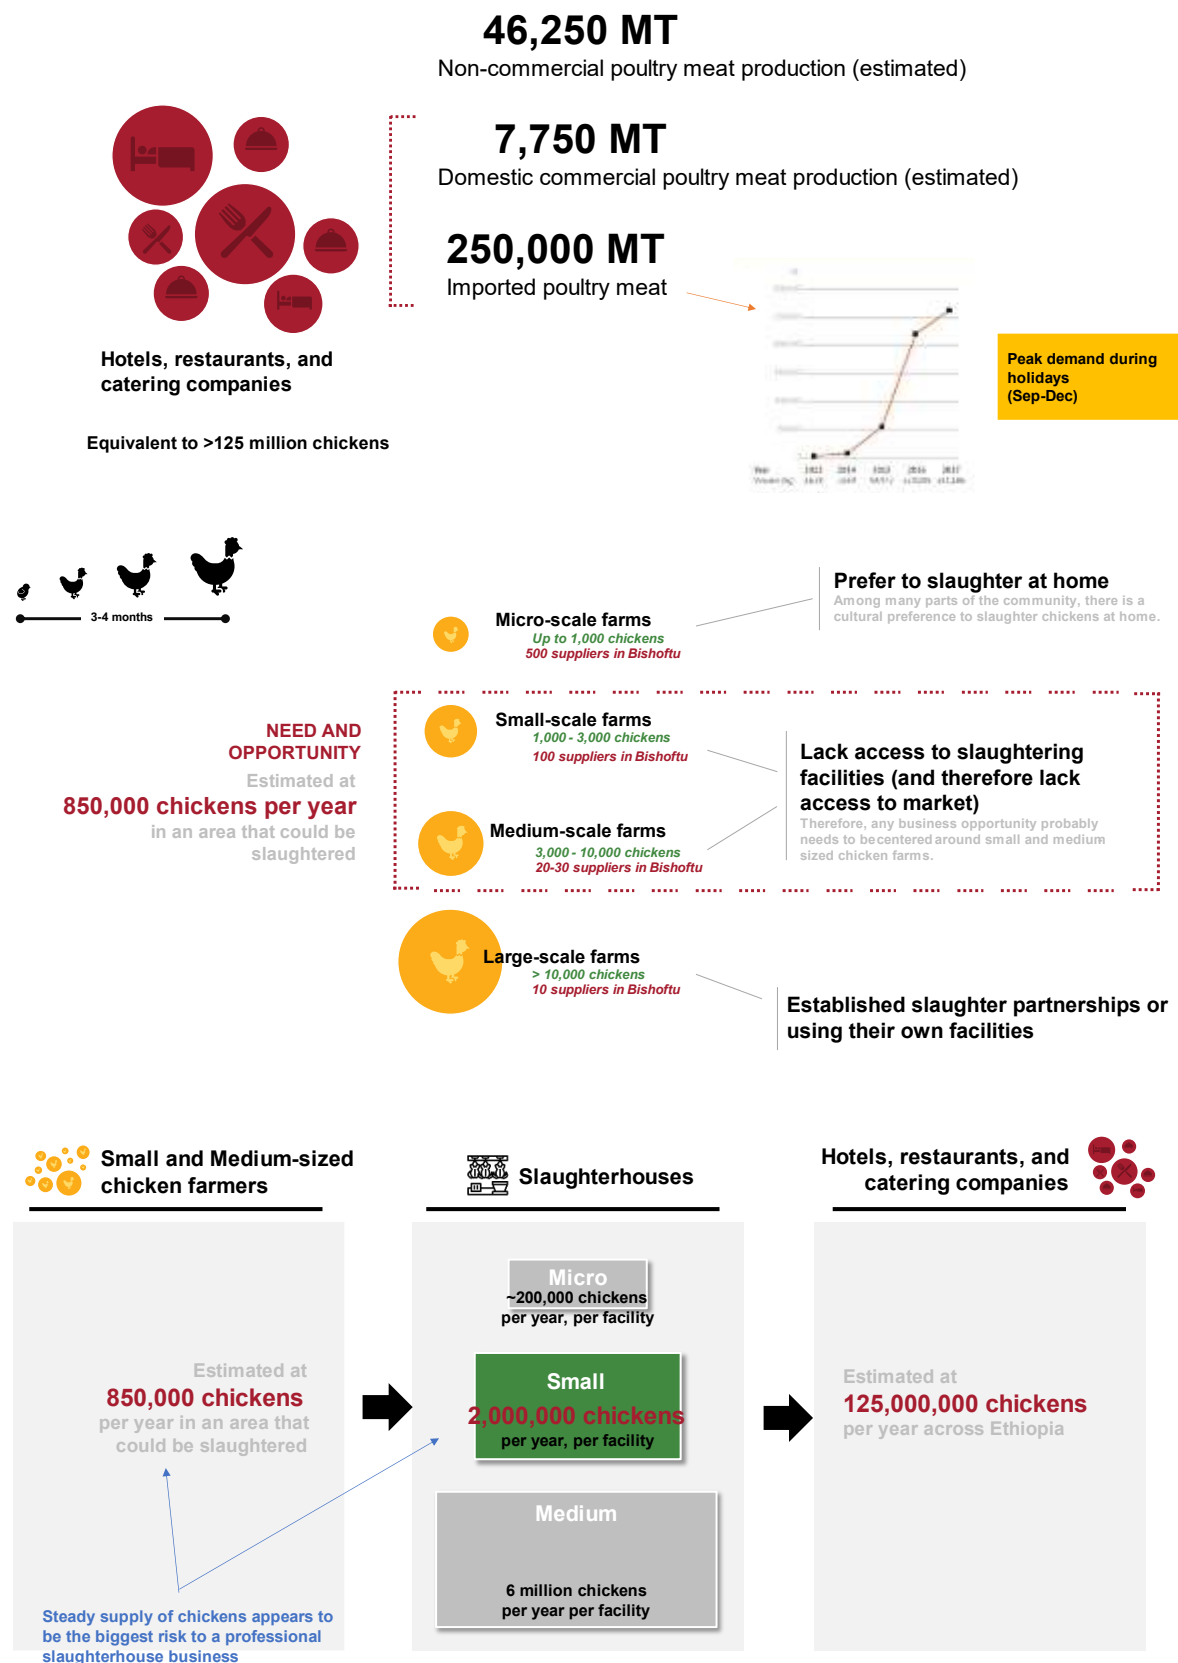 46,250 MT
Non-commercial poultry meat production (estimated)
7,750 MT
Domestic commercial poultry meat production (estimated)
250,000 MT
Imported poultry meat
Hotels, restaurants, and
catering companies
Equivalent to >125 million chickens
Peak demand during
holidays
(Sep-Dec)
3-4 months
Micro-scale farms
Up to 1,000 chickens
500 suppliers in Bishoftu
Prefer to slaughter at home
Among many parts of the community, there is a
cultural preference to slaughter chickens at home.
NEED AND
OPPORTUNITY
Estimated at
850,000 chickens per year
in an area that could be
slaughtered
Small-scale farms
1,000 - 3,000 chickens
100 suppliers in Bishoftu
Medium-scale farms
3,000 - 10,000 chickens
20-30 suppliers in Bishoftu
Lack access to slaughtering
facilities (and therefore lack
access to market)
Therefore, any business opportunity probably
needs to becentered around small and medium-
sized chicken farms.
Large-scale farms
> 10,000 chickens
10 suppliers in Bishoftu
Established slaughter partnerships or
using their own facilities
Small and Medium-sized
chicken farmers
Slaughterhouses
Hotels, restaurants, and
catering companies
Estimated at
850,000 chickens
per year in an area that
could be slaughtered
Micro
~200,000 chickens
per year, per facility
Small
2,000,000 chickens
per year, per facility
Medium
6 million chickens
per year per facility
Estimated at
125,000,000 chickens
per year across Ethiopia
Steady supply of chickens appears to
be the biggest risk to a professional
slaughterhouse business